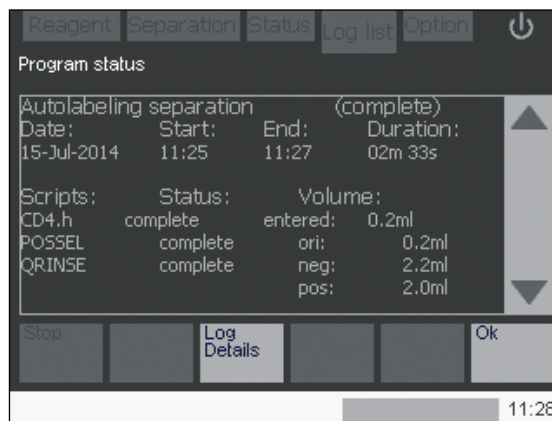 Reagent Separation Status Log list Option
Program status
Autolabeling separation (complete)
Date: Start: End: Duration:
15-Jul-2014 11:25 11:27 02m 33s
Scripts: Status: Volume:
CD4.h complete entered: 0.2ml
POSSEL complete ori: 0.2ml
QRINSE complete neg: 2.2ml
pos: 2.0ml
Stop Log Details Ok
11:28